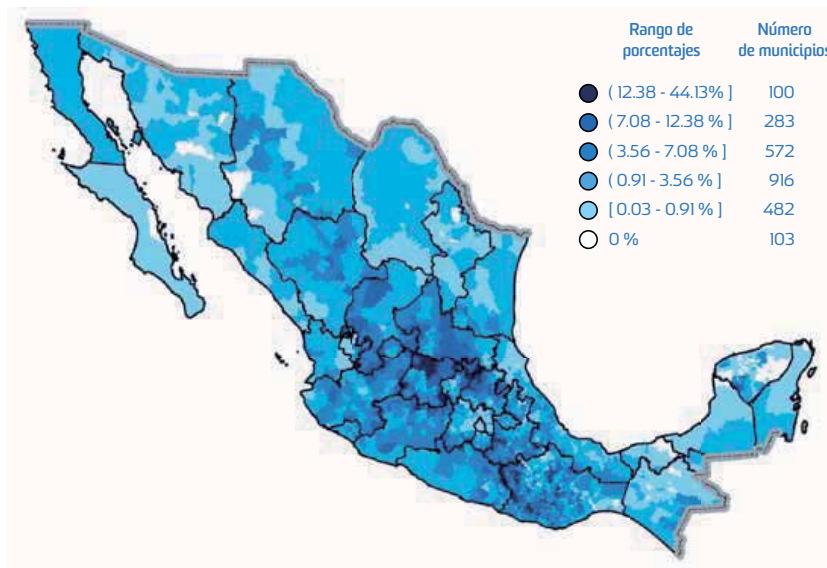 Rango de porcentajes
Número de municipios
( 12.38 - 44.13% ] 100
( 7.08 - 12.38 % ] 283
( 3.56 - 7.08 % ] 572
( 0.91 - 3.56 % ] 916
[ 0.03 - 0.91 % ] 482
0 % 103